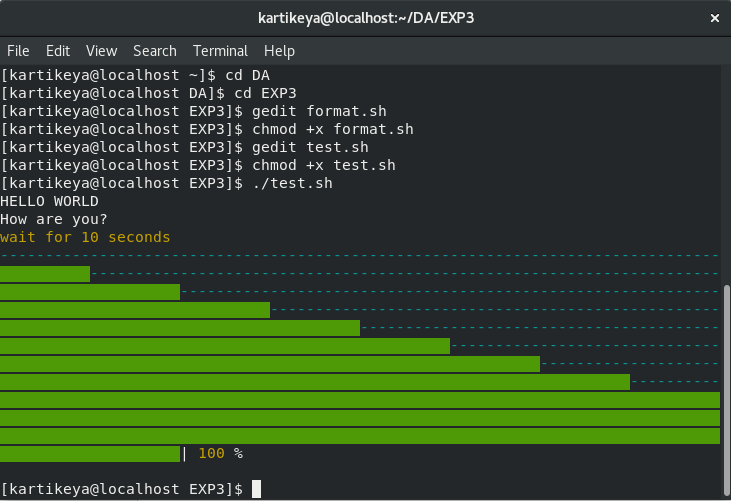 kartikeya@localhost:~/DA/EXP3
File Edit View Search Terminal Help
[kartikeya@localhost ~]$ cd DA
[kartikeya@localhost DA]$ cd EXP3
[kartikeya@localhost EXP3]$ gedit format.sh
[kartikeya@localhost EXP3]$ chmod +x format.sh
[kartikeya@localhost EXP3]$ gedit test.sh
[kartikeya@localhost EXP3]$ chmod +x test.sh
[kartikeya@localhost EXP3]$ ./test.sh
HELLO WORLD
How are you?
wait for 10 seconds
| 100 %
[kartikeya@localhost EXP3]$